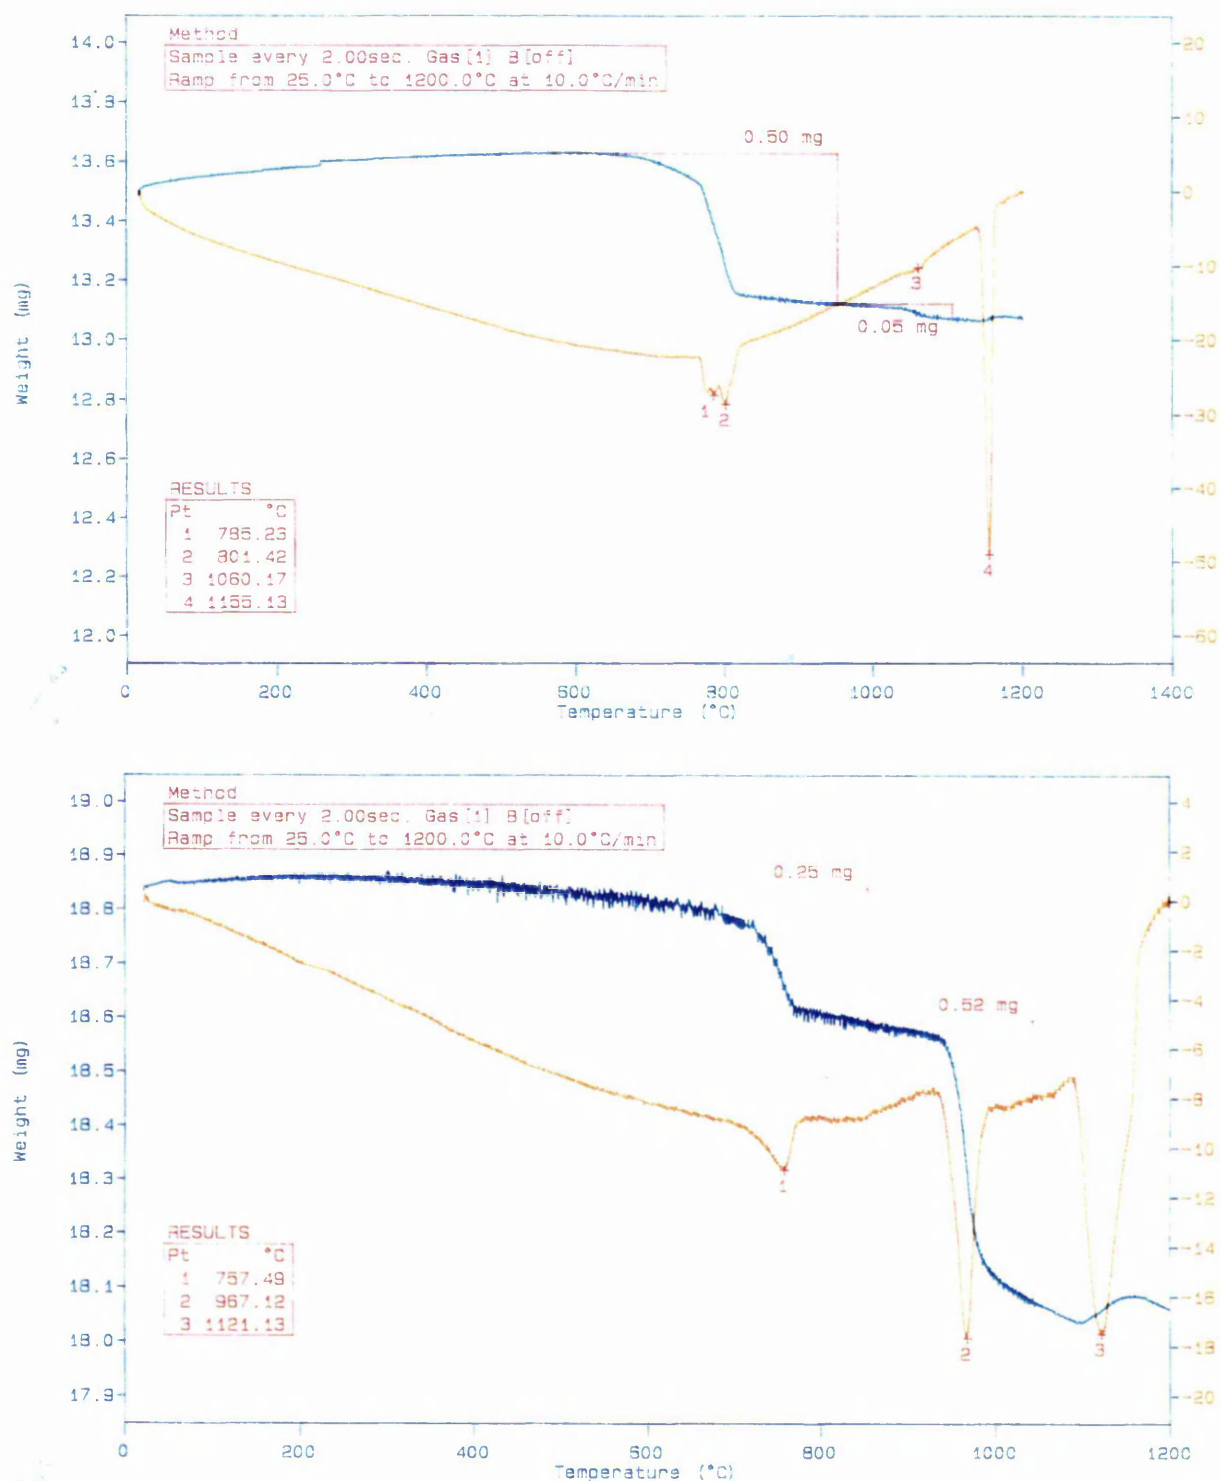 Method
Sample every 2.00sec. Gas[1] B[off]
Ramp from 25.0°C to 1200.0°C at 10.0°C/min
14.0
13.8
13.6
13.4
13.2
13.0
12.8
12.6
12.4
12.2
12.0
Weight (mg)
20
10
0
-10
-20
-30
-40
-50
-60
0.50 mg
0.05 mg
1
2
3
4
RESULTS
Pt °C
1 785.23
2 801.42
3 1060.17
4 1155.13
0 200 400 600 800 1000 1200 1400
Temperature (°C)
Method
Sample every 2.00sec. Gas[1] B[off]
Ramp from 25.0°C to 1200.0°C at 10.0°C/min
19.0
18.9
18.8
18.7
18.6
18.5
18.4
18.3
18.2
18.1
18.0
17.9
Weight (mg)
4
2
0
-2
-4
-6
-8
-10
-12
-14
-16
-18
-20
0.25 mg
0.52 mg
1
2
3
RESULTS
Pt °C
1 757.49
2 967.12
3 1121.13
0 200 400 600 800 1000 1200
Temperature (°C)